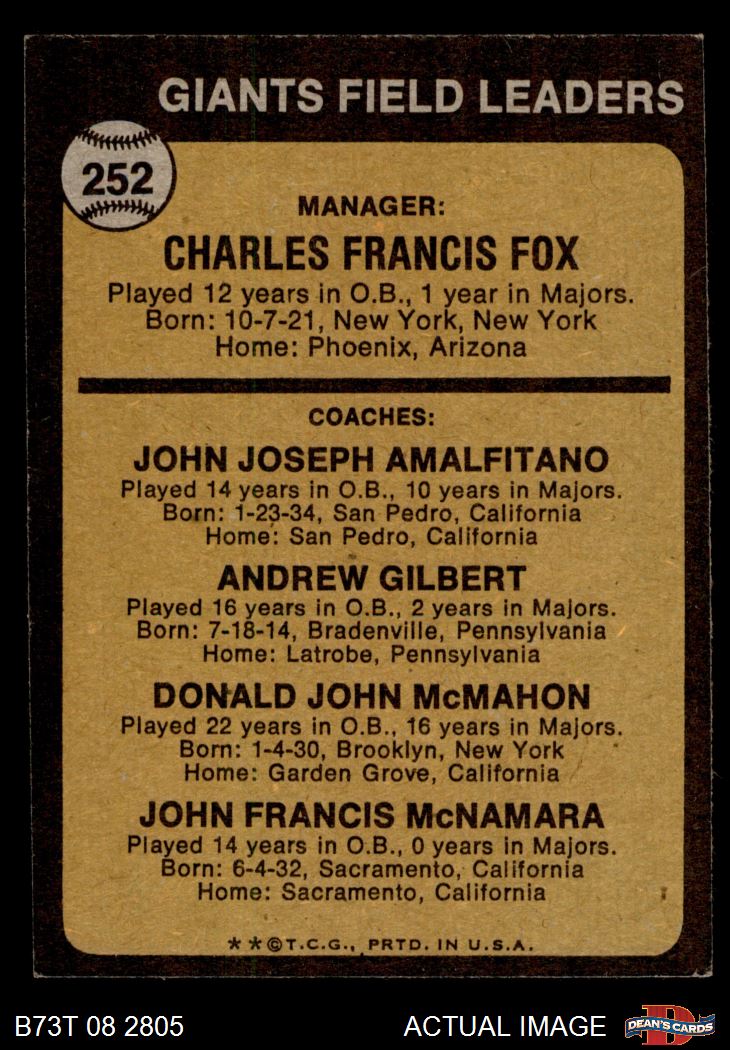 GIANTS FIELD LEADERS
252
MANAGER:
CHARLES FRANCIS FOX
Played 12 years in O.B., 1 year in Majors.
Born: 10-7-21, New York, New York
Home: Phoenix, Arizona
COACHES:
JOHN JOSEPH AMALFITANO
Played 14 years in O.B., 10 years in Majors.
Born: 1-23-34, San Pedro, California
Home: San Pedro, California
ANDREW GILBERT
Played 16 years in O.B., 2 years in Majors.
Born: 7-18-14, Bradenville, Pennsylvania
Home: Latrobe, Pennsylvania
DONALD JOHN McMAHON
Played 22 years in O.B., 16 years in Majors.
Born: 1-4-30, Brooklyn, New York
Home: Garden Grove, California
JOHN FRANCIS McNAMARA
Played 14 years in O.B., 0 years in Majors.
Born: 6-4-32, Sacramento, California
Home: Sacramento, California
**©T.C.G., PRTD. IN U.S.A.
B73T 08 2805 ACTUAL IMAGE
D
DEAN'S CARDS